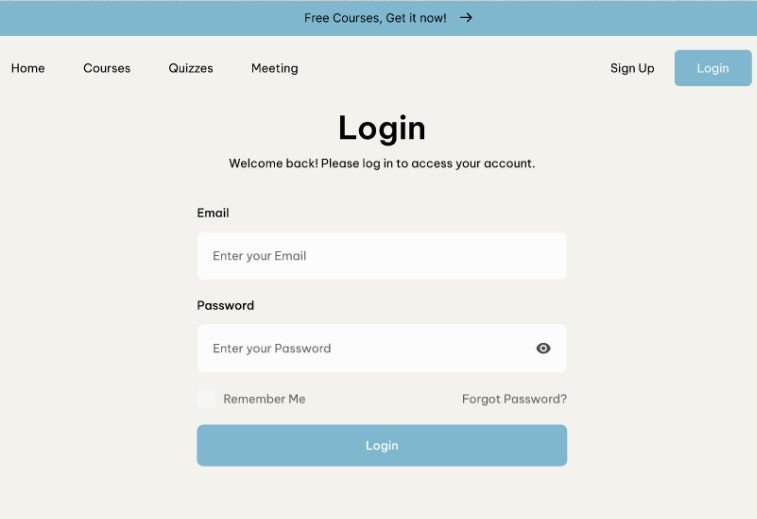 Free Courses, Get it now! →
Home Courses Quizzes Meeting Sign Up Login
Login
Welcome back! Please log in to access your account.
Email
Enter your Email
Password
Enter your Password
Remember Me Forgot Password?
Login